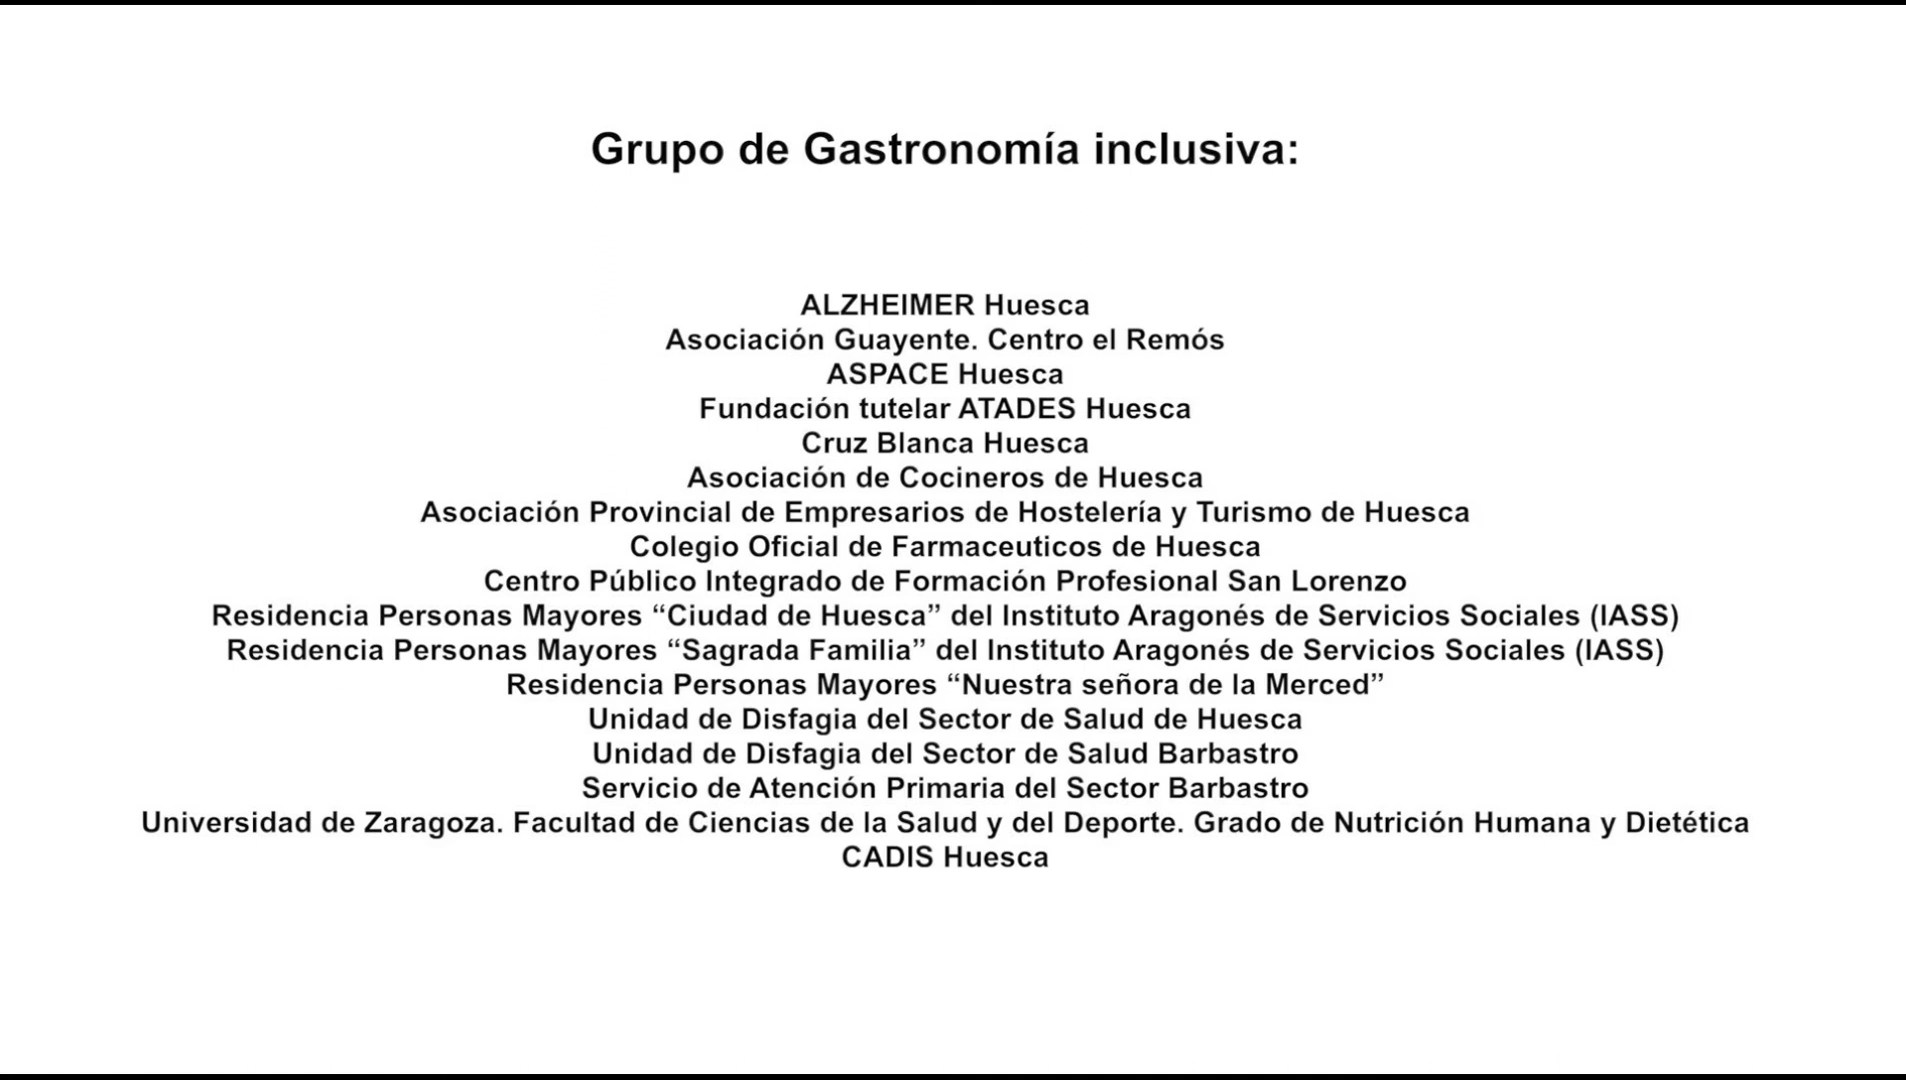 Grupo de Gastronomía inclusiva:
ALZHEIMER Huesca
Asociación Guayente. Centro el Remós
ASPACE Huesca
Fundación tutelar ATADES Huesca
Cruz Blanca Huesca
Asociación de Cocineros de Huesca
Asociación Provincial de Empresarios de Hostelería y Turismo de Huesca
Colegio Oficial de Farmaceuticos de Huesca
Centro Público Integrado de Formación Profesional San Lorenzo
Residencia Personas Mayores “Ciudad de Huesca” del Instituto Aragonés de Servicios Sociales (IASS)
Residencia Personas Mayores “Sagrada Familia” del Instituto Aragonés de Servicios Sociales (IASS)
Residencia Personas Mayores “Nuestra señora de la Merced”
Unidad de Disfagia del Sector de Salud de Huesca
Unidad de Disfagia del Sector de Salud Barbastro
Servicio de Atención Primaria del Sector Barbastro
Universidad de Zaragoza. Facultad de Ciencias de la Salud y del Deporte. Grado de Nutrición Humana y Dietética
CADIS Huesca